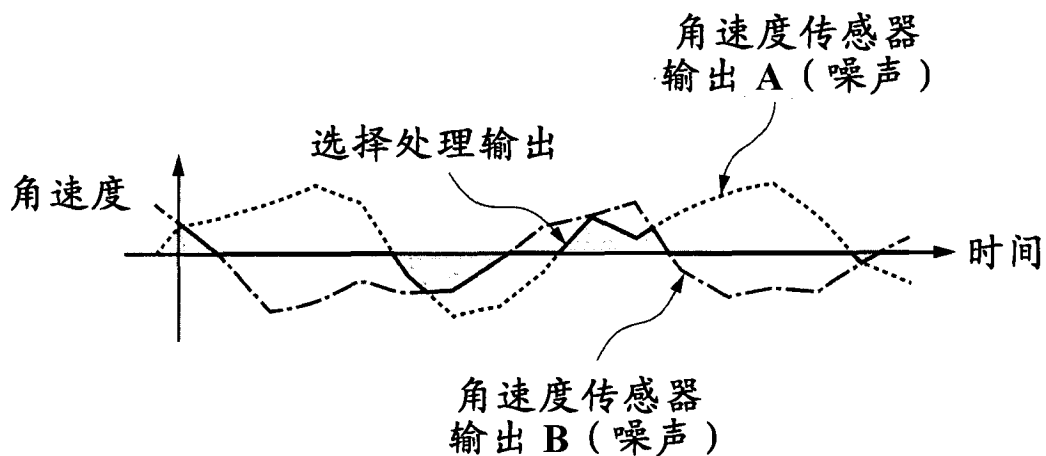 角速度传感器
输出 A（噪声）
选择处理输出
角速度
时间
角速度传感器
输出 B（噪声）